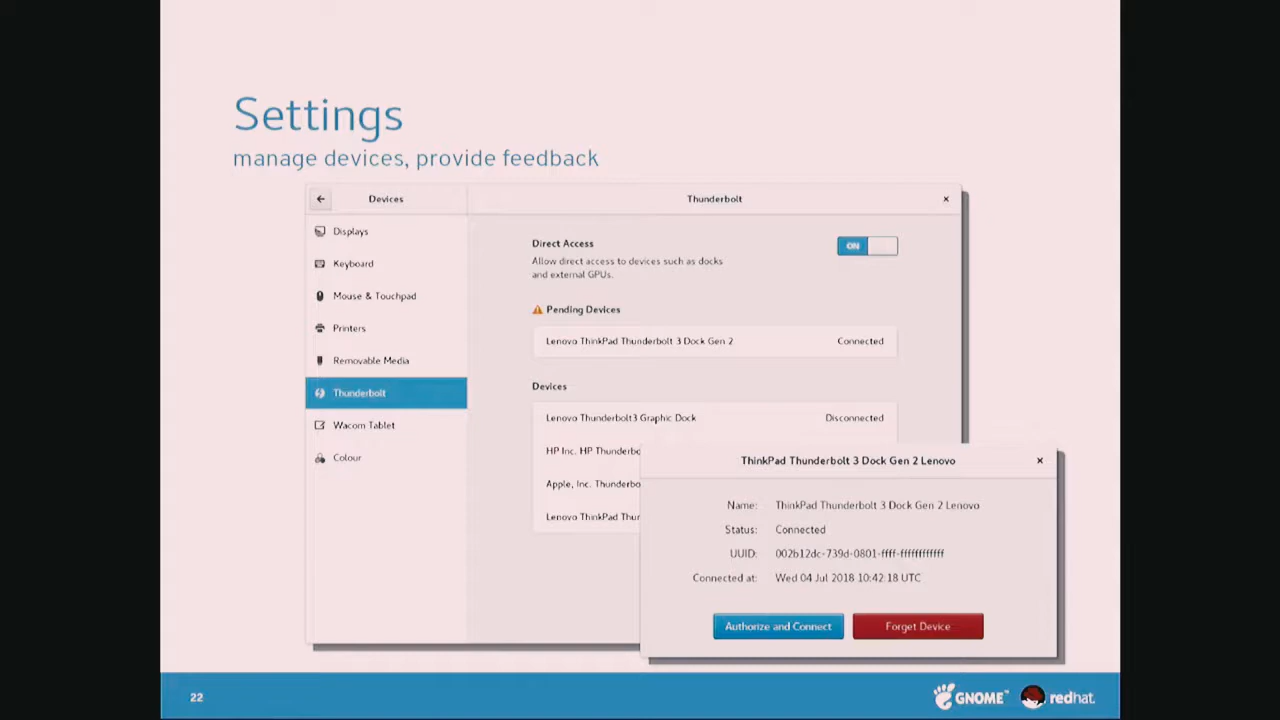 Settings
manage devices, provide feedback
Devices
Thunderbolt
Displays
Keyboard
Mouse & Touchpad
Printers
Removable Media
Thunderbolt
Wacom Tablet
Colour
Direct Access
ON
Allow direct access to devices such as docks
and external GPUs.
Pending Devices
Lenovo ThinkPad Thunderbolt 3 Dock Gen 2 Connected
Devices
Lenovo Thunderbolt3 Graphic Dock Disconnected
HP Inc. HP Thunderbo
Apple, Inc. Thunderbo
Lenovo ThinkPad Thur
ThinkPad Thunderbolt 3 Dock Gen 2 Lenovo
Name: ThinkPad Thunderbolt 3 Dock Gen 2 Lenovo
Status: Connected
UUID: 002b12dc-739d-0801-ffff-ffffffffffff
Connected at: Wed 04 Jul 2018 10:42:18 UTC
Authorize and Connect
Forget Device
22
GNOME™
redhat.